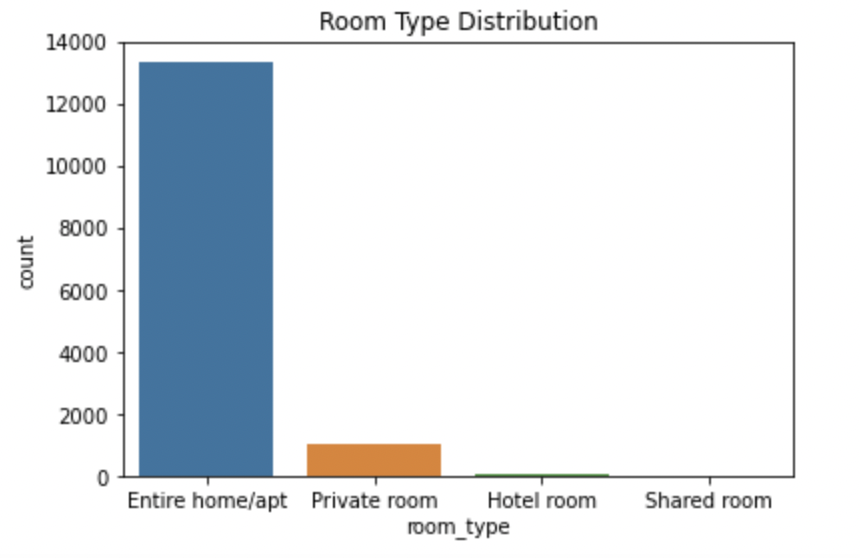 Room Type Distribution
14000
12000
10000
8000
6000
4000
2000
0
count
Entire home/apt Private room Hotel room Shared room
room_type